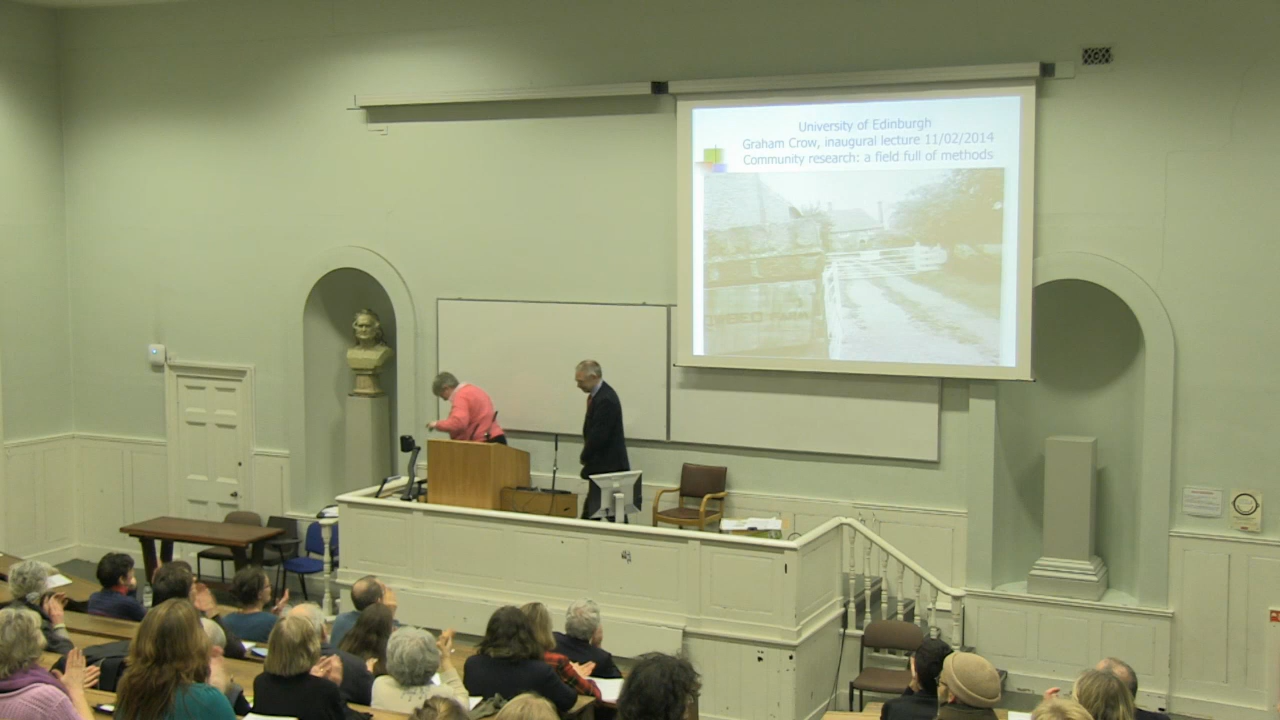 University of Edinburgh
Graham Crow, inaugural lecture 11/02/2014
Community research: a field full of methods